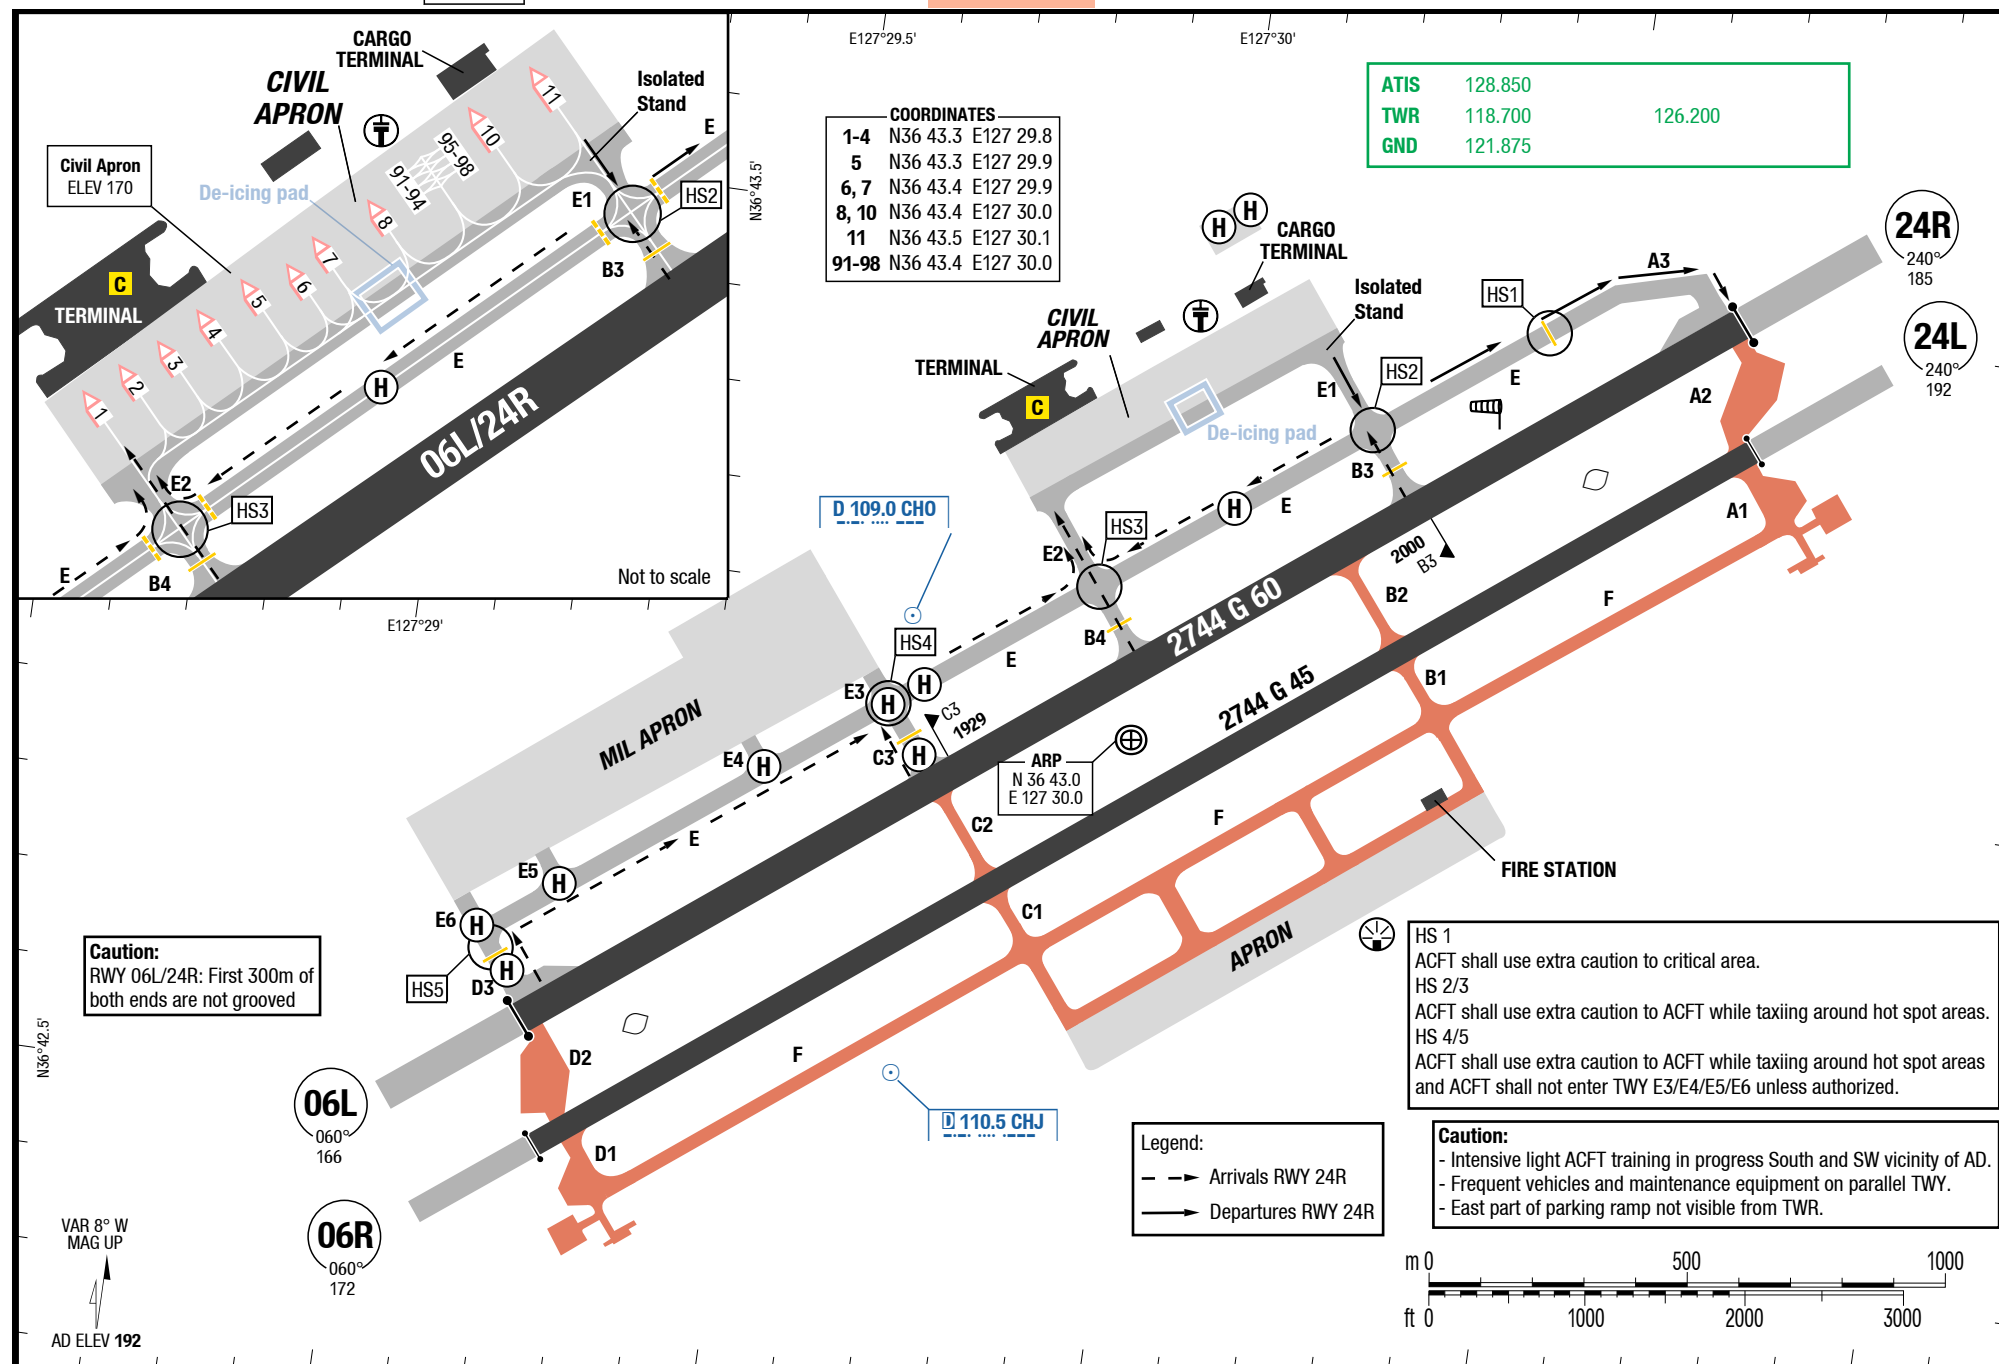 CARGO
TERMINAL
CIVIL
APRON
Isolated
Stand
11
E
10
95-98
91-94
Civil Apron
ELEV 170
De-icing pad
E1
HS2
8
B3
7
C
TERMINAL
6
5
4
E
3
H
2
06L/24R
1
E2
HS3
E
B4
Not to scale
E127°29.5'
E127°30'
N36°43.5'
COORDINATES
1-4 N36 43.3 E127 29.8
5 N36 43.3 E127 29.9
6, 7 N36 43.4 E127 29.9
8, 10 N36 43.4 E127 30.0
11 N36 43.5 E127 30.1
91-98 N36 43.4 E127 30.0
ATIS 128.850
TWR 118.700 126.200
GND 121.875
H H
CARGO
TERMINAL
24R
240°
185
A3
Isolated
Stand
HS1
CIVIL
APRON
24L
240°
192
TERMINAL
C
HS2
E1
E
A2
De-icing pad
B3
H
E
A1
D 109.0 CHO
HS3
E2
2000
B3
B2
F
E127°29'
2744 G 60
B4
HS4
E
B1
E3
H
H
2744 G 45
MIL APRON
C3
1929
E4
H
C3
H
ARP
N 36 43.0
E 127 30.0
C2
F
E
FIRE STATION
E5
H
C1
E6
H
APRON
HS5
H
D3
Caution:
RWY 06L/24R: First 300m of
both ends are not grooved
N36°42.5'
D2
F
06L
060°
166
D 110.5 CHJ
D1
06R
060°
172
HS 1
ACFT shall use extra caution to critical area.
HS 2/3
ACFT shall use extra caution to ACFT while taxiing around hot spot areas.
HS 4/5
ACFT shall use extra caution to ACFT while taxiing around hot spot areas
and ACFT shall not enter TWY E3/E4/E5/E6 unless authorized.
Legend:
Arrivals RWY 24R
Departures RWY 24R
Caution:
- Intensive light ACFT training in progress South and SW vicinity of AD.
- Frequent vehicles and maintenance equipment on parallel TWY.
- East part of parking ramp not visible from TWR.
VAR 8° W
MAG UP
AD ELEV 192
m 0 500 1000
ft 0 1000 2000 3000